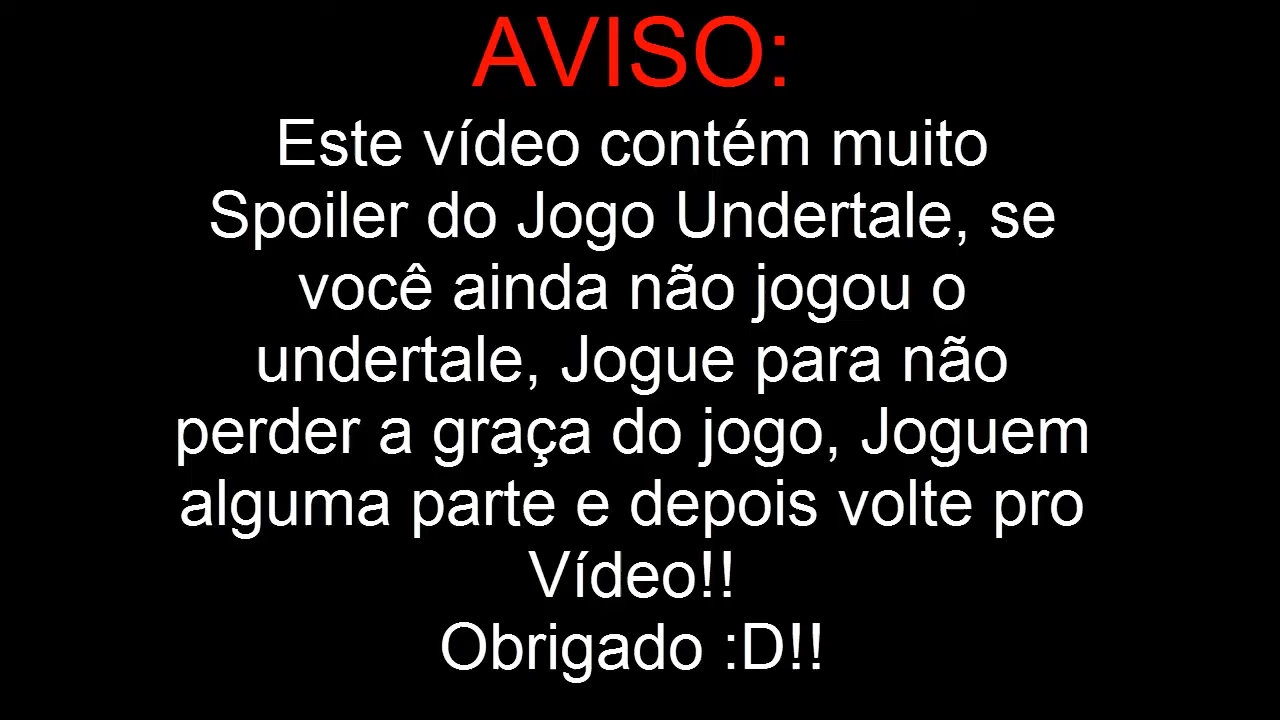 AVISO:
Este vídeo contém muito
Spoiler do Jogo Undertale, se
você ainda não jogou o
undertale, Jogue para não
perder a graça do jogo, Joguem
alguma parte e depois volte pro
Vídeo!!
Obrigado :D!!